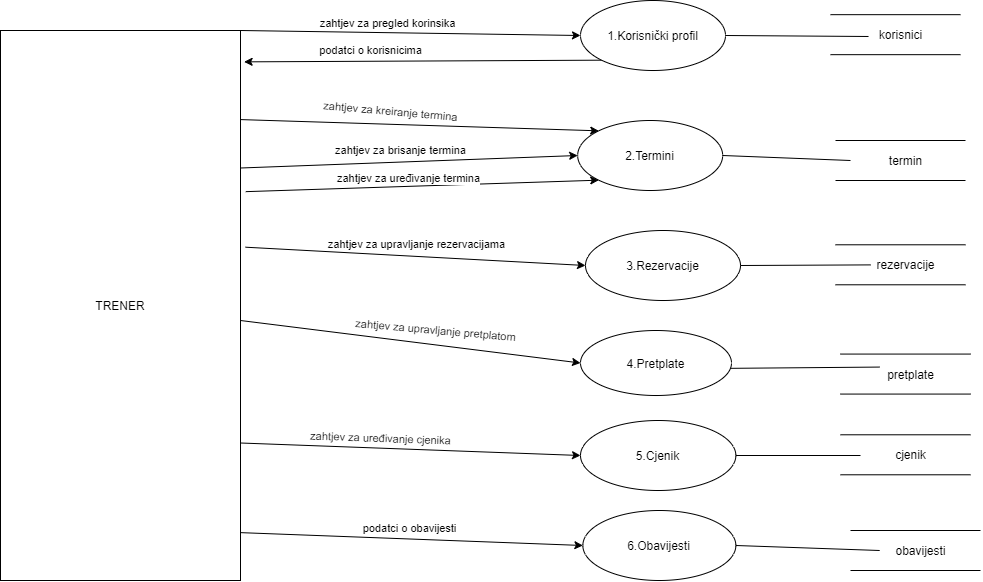 zahtjev za pregled korinsika
1.Korisnički profil
korisnici
podatci o korisnicima
zahtjev za kreiranje termina
zahtjev za brisanje termina
2.Termini
termin
zahtjev za uređivanje termina
zahtjev za upravljanje rezervacijama
3.Rezervacije
rezervacije
TRENER
zahtjev za upravljanje pretplatom
4.Pretplate
pretplate
zahtjev za uređivanje cjenika
5.Cjenik
cjenik
podatci o obavijesti
6.Obavijesti
obavijesti